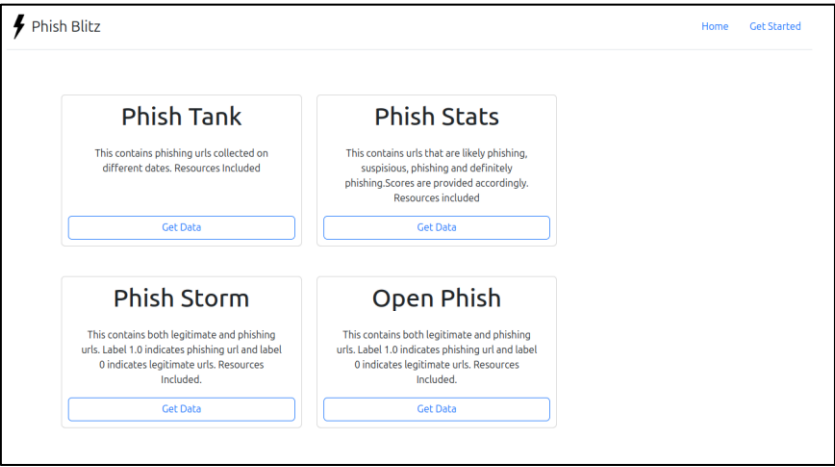 Phish Blitz
Home
Get Started
Phish Tank
This contains phishing urls collected on
different dates. Resources Included
Get Data
Phish Stats
This contains urls that are likely phishing,
suspisious, phishing and definitely
phishing.Scores are provided accordingly.
Resources included
Get Data
Phish Storm
This contains both legitimate and phishing
urls. Label 1.0 indicates phishing url and label
0 indicates legitimate urls. Resources
Included.
Get Data
Open Phish
This contains both legitimate and phishing
urls. Label 1.0 indicates phishing url and label
0 indicates legitimate urls. Resources
Included.
Get Data